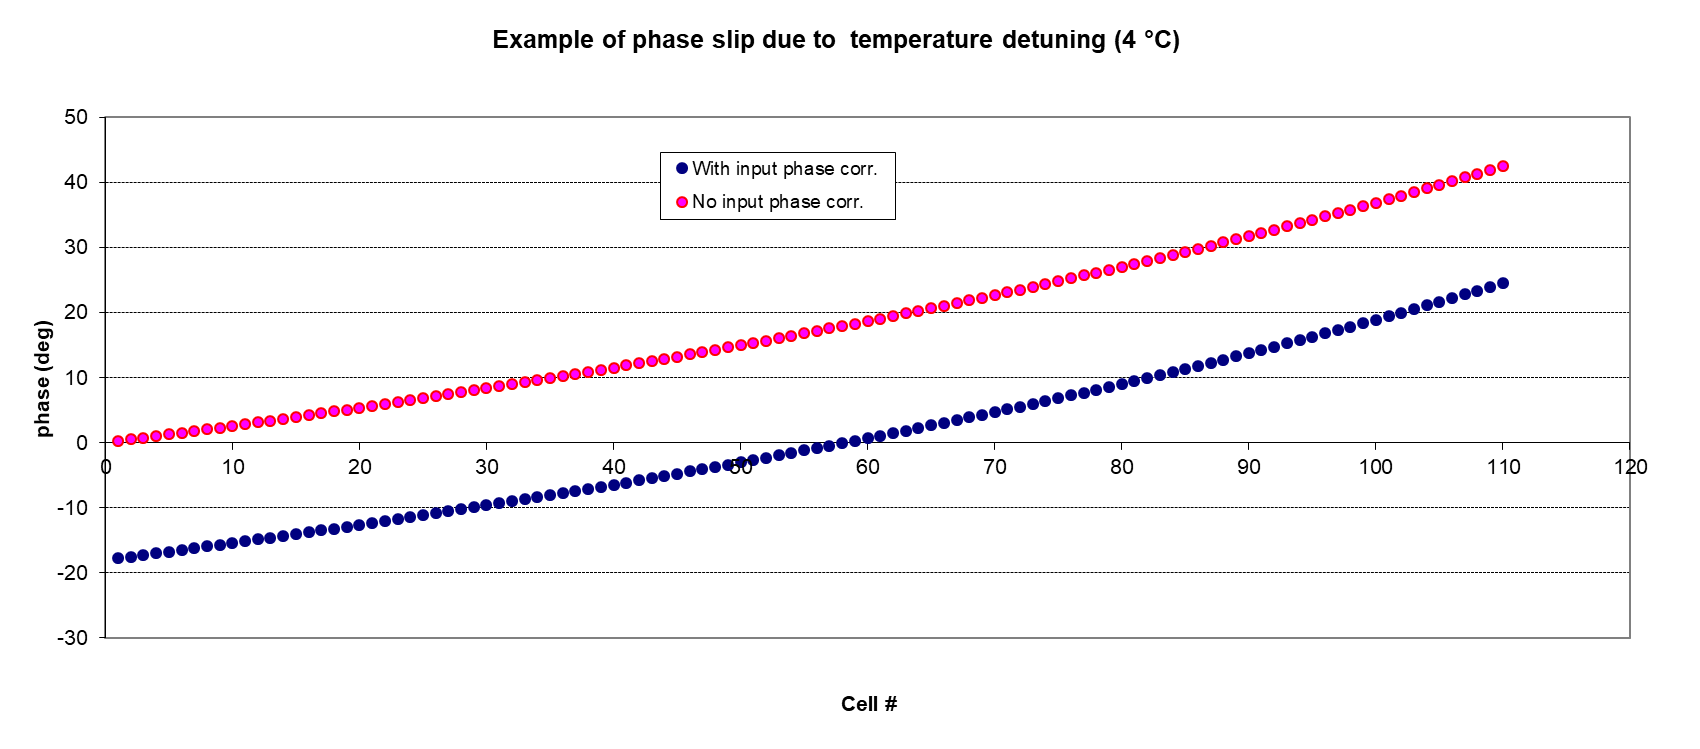 Example of phase slip due to  temperature detuning (4 °C)
50
With input phase corr.
40
No input phase corr.
30
20
phase (deg)
10
0
0 10 20 30 40 50 60 70 80 90 100 110 120
-10
-20
-30
Cell #